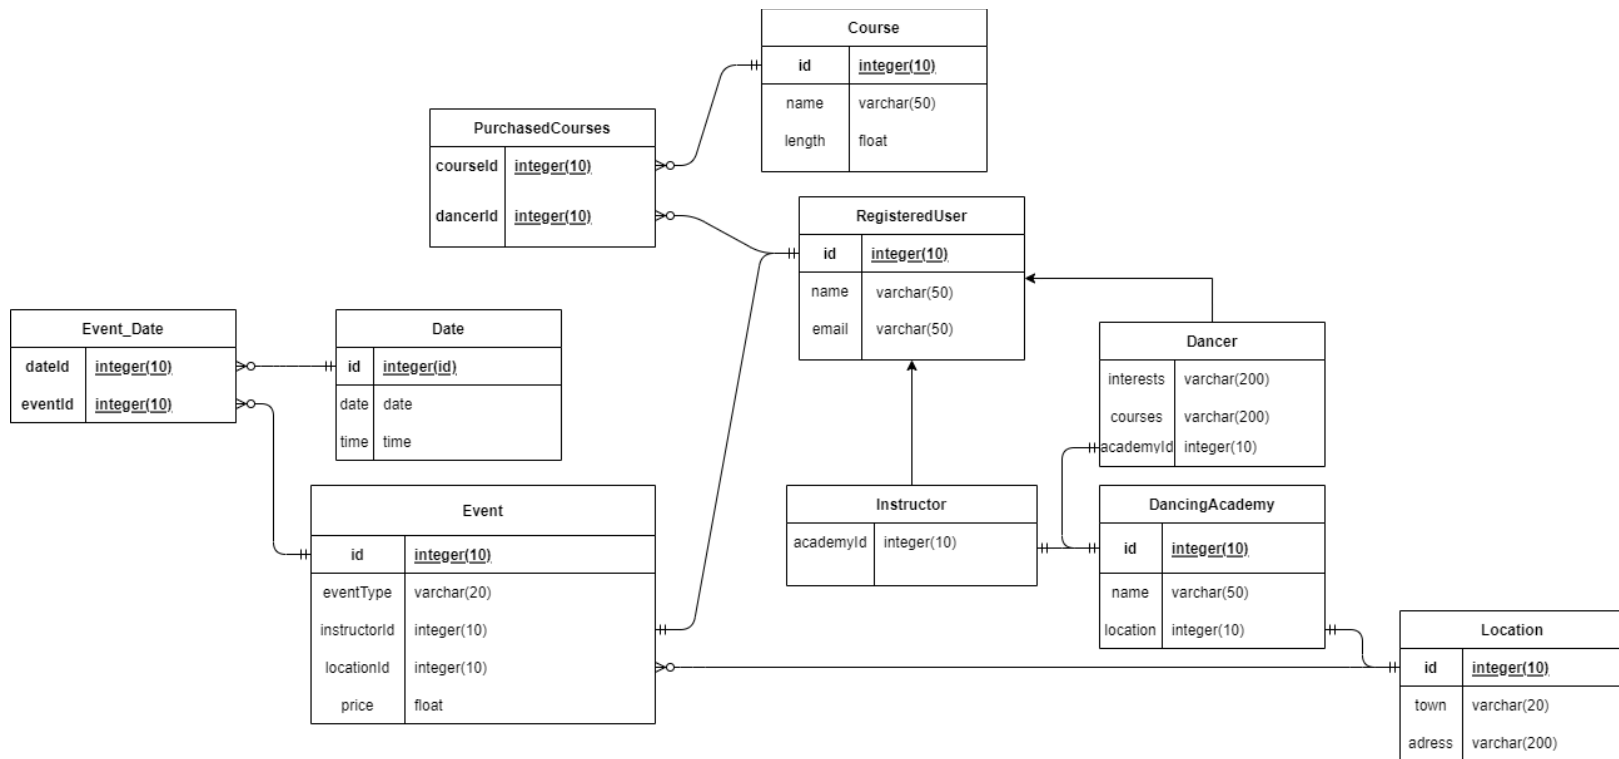 Course
id integer(10)
name varchar(50)
length float
PurchasedCourses
courseId integer(10)
dancerId integer(10)
RegisteredUser
id integer(10)
name varchar(50)
email varchar(50)
Event_Date
dateId integer(10)
eventId integer(10)
Date
id integer(id)
date date
time time
Dancer
interests varchar(200)
courses varchar(200)
academyId integer(10)
Event
id integer(10)
eventType varchar(20)
instructorId integer(10)
locationId integer(10)
price float
Instructor
academyId integer(10)
DancingAcademy
id integer(10)
name varchar(50)
location integer(10)
Location
id integer(10)
town varchar(20)
adress varchar(200)